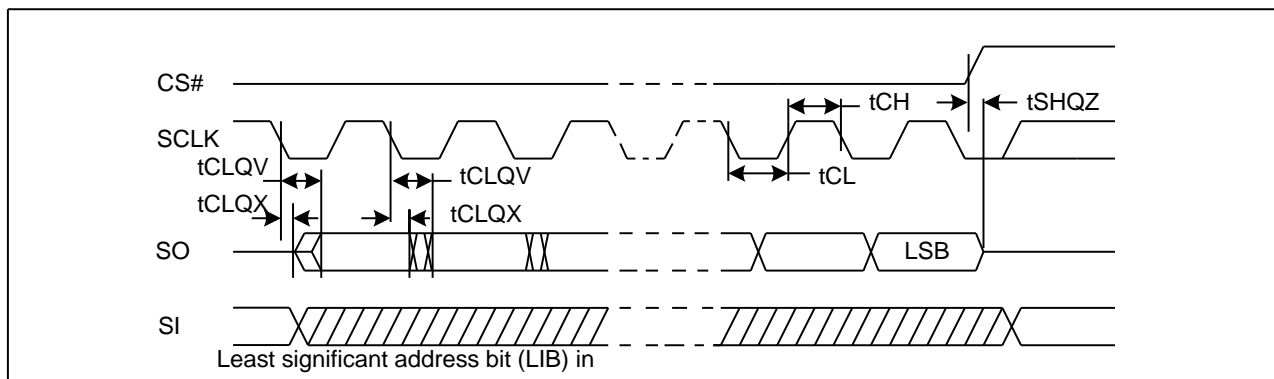 CS#
tCH
tSHQZ
SCLK
tCLQV
tCLQV
tCL
tCLQX
tCLQX
SO
LSB
SI
Least significant address bit (LIB) in